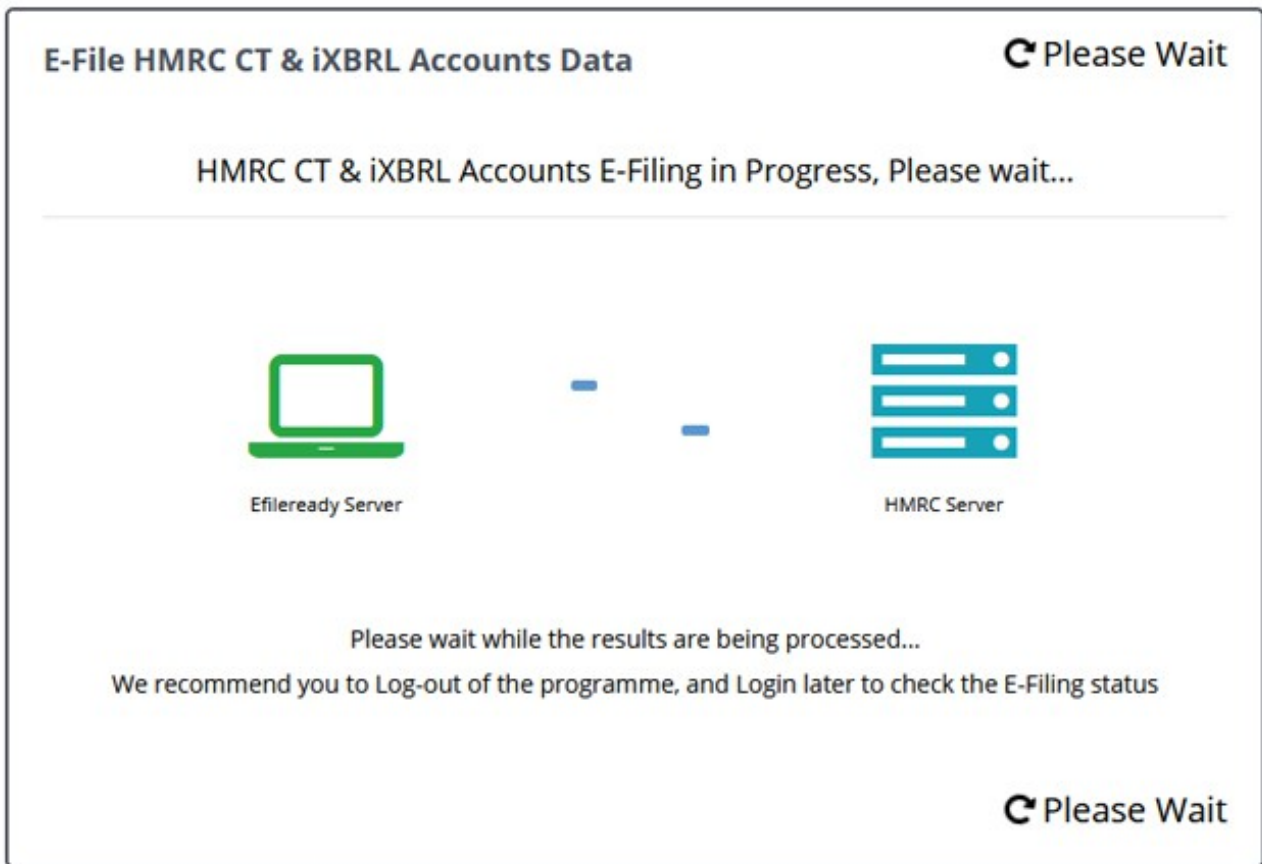 E-File HMRC CT & iXBRL Accounts Data
Please Wait
HMRC CT & iXBRL Accounts E-Filing in Progress, Please wait...
Efileready Server
HMRC Server
Please wait while the results are being processed...
We recommend you to Log-out of the programme, and Login later to check the E-Filing status
Please Wait